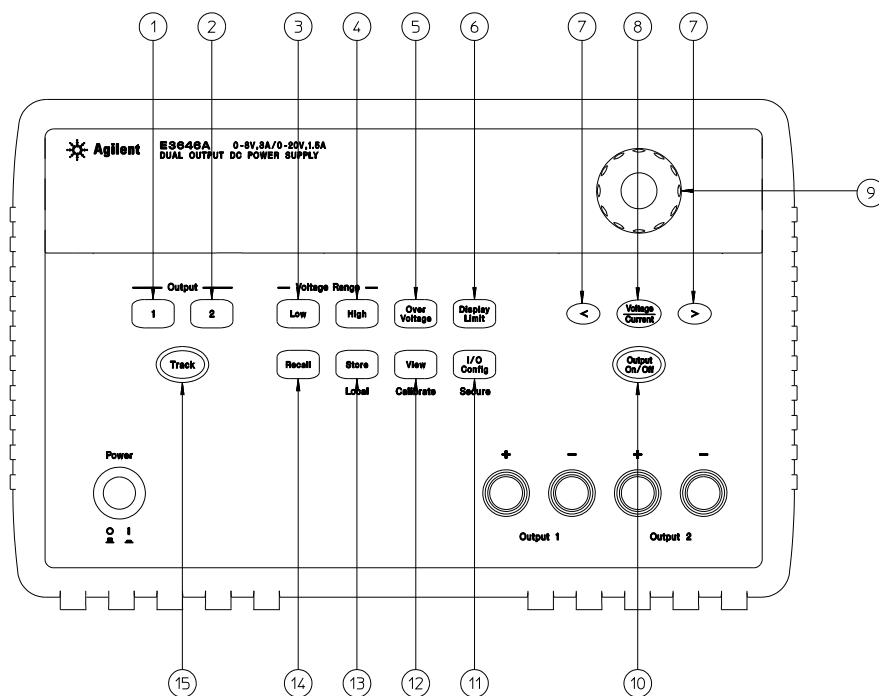 1 2 3 4 5 6 7 8 7
Agilent E3646A 0-8V,3A/0-20V,1.5A
DUAL OUTPUT DC POWER SUPPLY
9
Output Voltage Range
1 2 Low High Over Voltage Display Limit < Voltage Current >
Track Recall Store View I/O Config Output On/Off
Local Calibrate Secure
Power + - + -
Output 1 Output 2
15 14 13 12 11 10